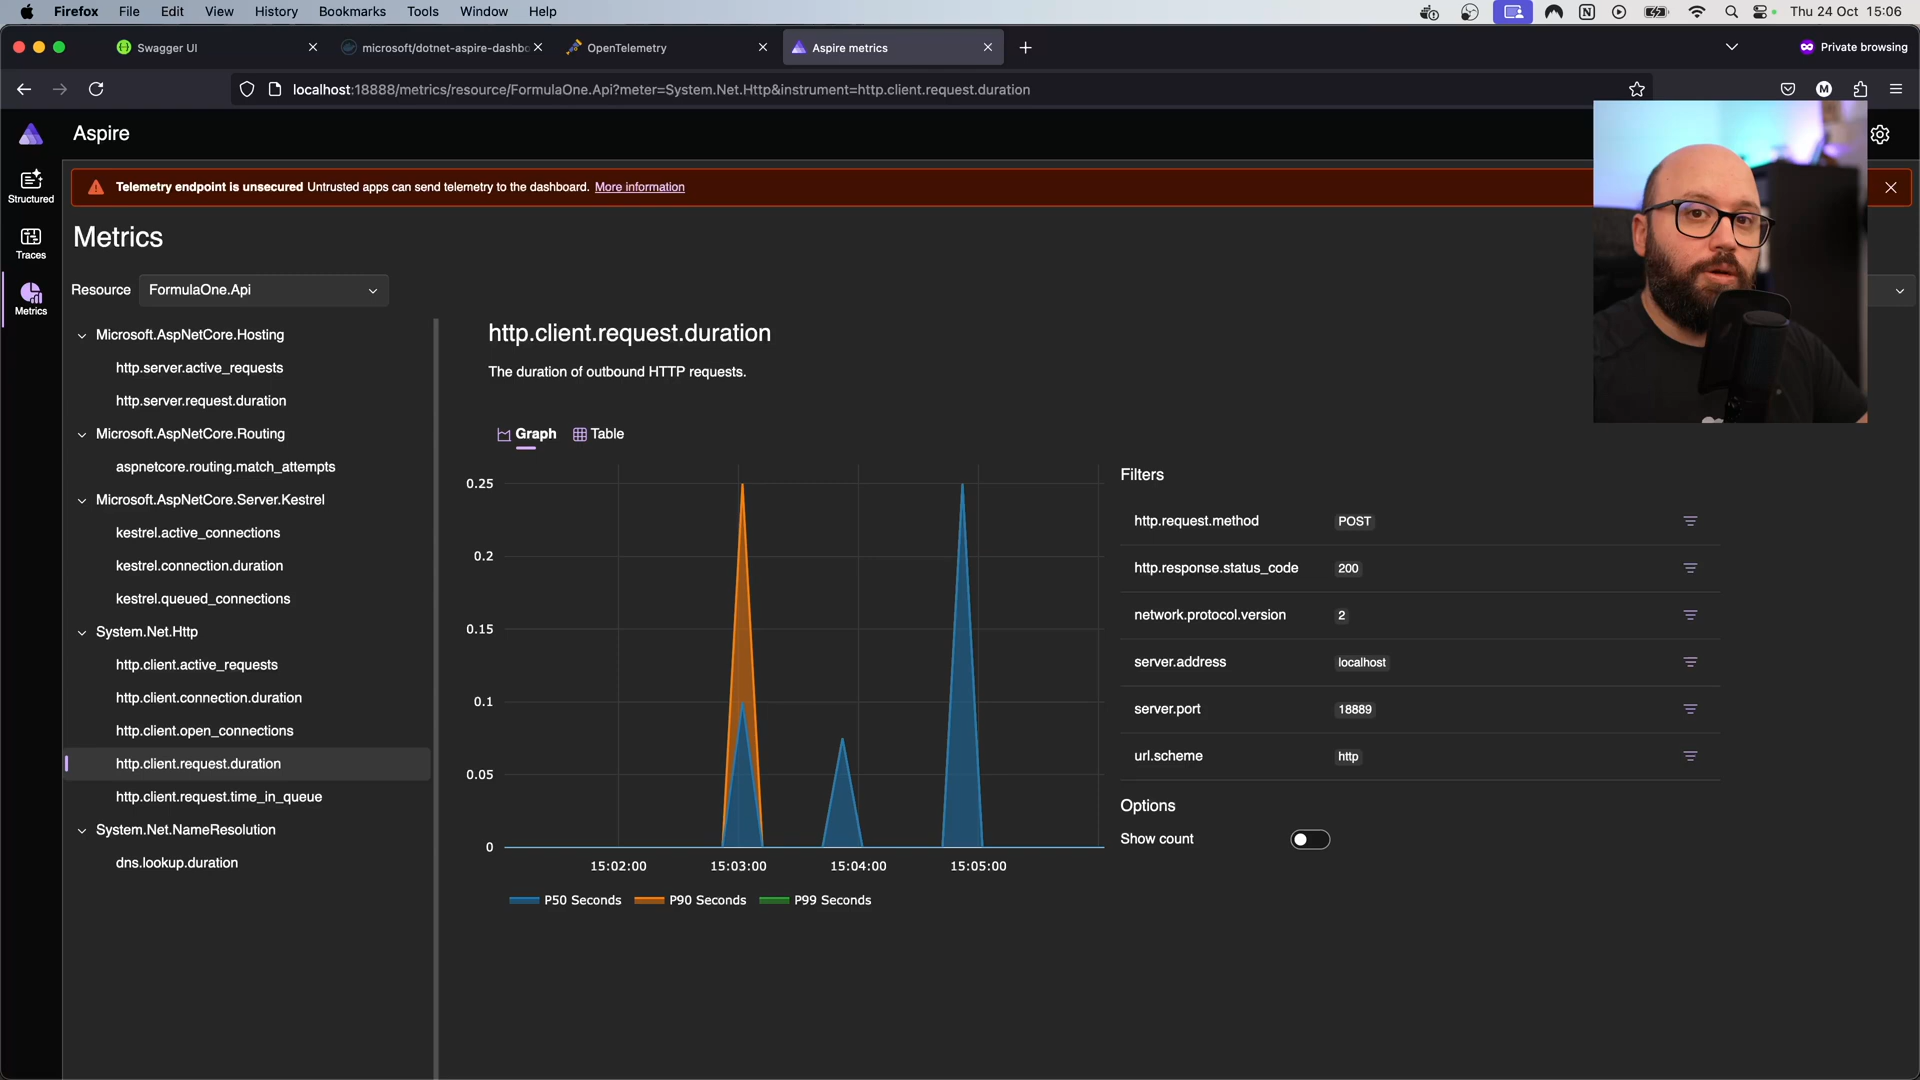 Firefox File Edit View History Bookmarks Tools Window Help Thu 24 Oct 15:06
Swagger UI microsoft/dotnet-aspire-dashbo OpenTelemetry Aspire metrics Private browsing
localhost:18888/metrics/resource/FormulaOne.Api?meter=System.Net.Http&instrument=http.client.request.duration
M
Aspire
Telemetry endpoint is unsecured Untrusted apps can send telemetry to the dashboard. More information
Structured
Traces
Metrics
Metrics
Resource FormulaOne.Api
Microsoft.AspNetCore.Hosting
http.server.active_requests
http.server.request.duration
Microsoft.AspNetCore.Routing
aspnetcore.routing.match_attempts
Microsoft.AspNetCore.Server.Kestrel
kestrel.active_connections
kestrel.connection.duration
kestrel.queued_connections
System.Net.Http
http.client.active_requests
http.client.connection.duration
http.client.open_connections
http.client.request.duration
http.client.request.time_in_queue
System.Net.NameResolution
dns.lookup.duration
http.client.request.duration
The duration of outbound HTTP requests.
Graph Table
0.25
0.2
0.15
0.1
0.05
0
15:02:00 15:03:00 15:04:00 15:05:00
P50 Seconds P90 Seconds P99 Seconds
Filters
http.request.method POST
http.response.status_code 200
network.protocol.version 2
server.address localhost
server.port 18889
url.scheme http
Options
Show count